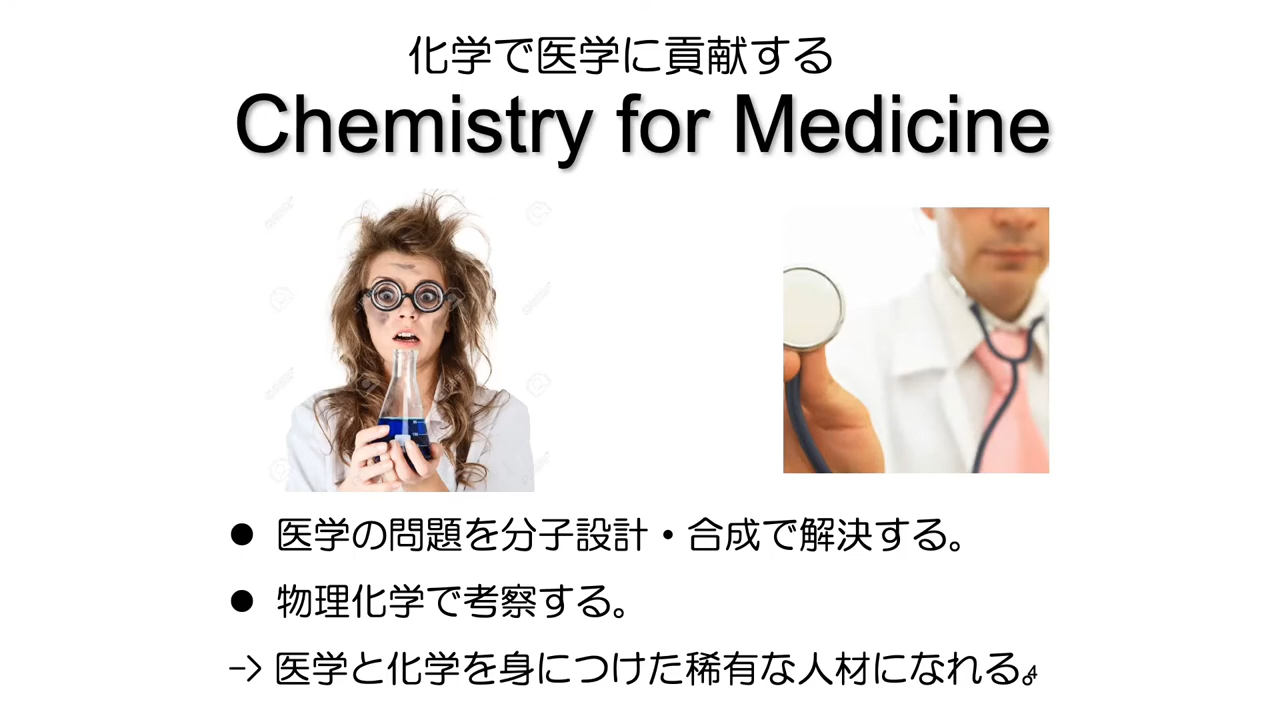 化学で医学に貢献する
Chemistry for Medicine
● 医学の問題を分子設計・合成で解決する。
● 物理化学で考察する。
-> 医学と化学を身につけた稀有な人材になれる。
4